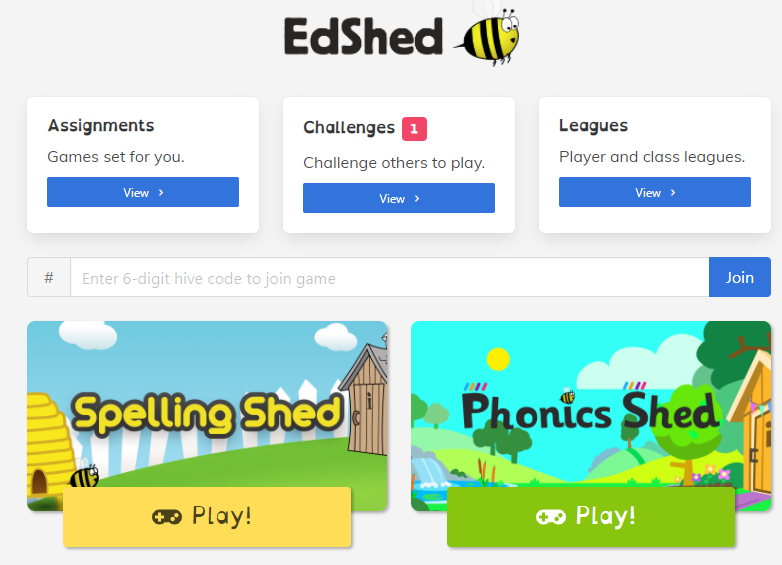 EdShed
Assignments
Games set for you.
View
Challenges 1
Challenge others to play.
View
Leagues
Player and class leagues.
View
# Enter 6-digit hive code to join game Join
Spelling Shed
Play!
Phonics Shed
Play!